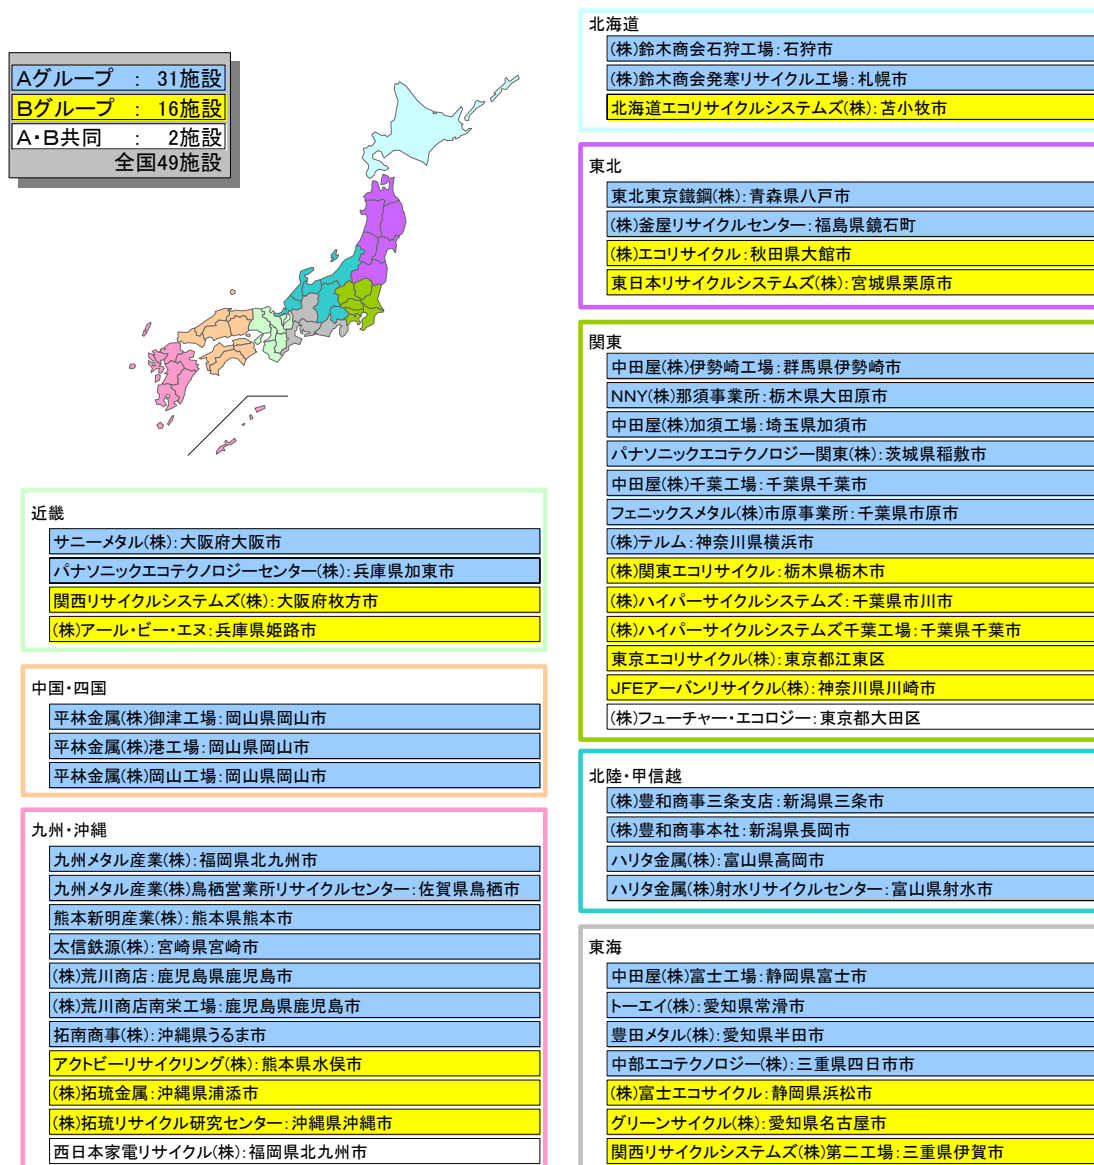 Aグループ : 31施設
Bグループ : 16施設
A・B共同 : 2施設
全国49施設
北海道
(株)鈴木商会石狩工場:石狩市
(株)鈴木商会発寒リサイクル工場:札幌市
北海道エコリサイクルシステムズ(株):苫小牧市
東北
東北東京鐵鋼(株):青森県八戸市
(株)釜屋リサイクルセンター:福島県鏡石町
(株)エコリサイクル:秋田県大館市
東日本リサイクルシステムズ(株):宮城県栗原市
関東
中田屋(株)伊勢崎工場:群馬県伊勢崎市
NNY(株)那須事業所:栃木県大田原市
中田屋(株)加須工場:埼玉県加須市
パナソニックエコテクノロジー関東(株):茨城県稲敷市
中田屋(株)千葉工場:千葉県千葉市
フェニックスメタル(株)市原事業所:千葉県市原市
(株)テルム:神奈川県横浜市
(株)関東エコリサイクル:栃木県栃木市
(株)ハイパーサイクルシステムズ:千葉県市川市
(株)ハイパーサイクルシステムズ千葉工場:千葉県千葉市
東京エコリサイクル(株):東京都江東区
JFEアーバンリサイクル(株):神奈川県川崎市
(株)フューチャー・エコロジー:東京都大田区
北陸・甲信越
(株)豊和商事三条支店:新潟県三条市
(株)豊和商事本社:新潟県長岡市
ハリタ金属(株):富山県高岡市
ハリタ金属(株)射水リサイクルセンター:富山県射水市
東海
中田屋(株)富士工場:静岡県富士市
トーエイ(株):愛知県常滑市
豊田メタル(株):愛知県半田市
中部エコテクノロジー(株):三重県四日市市
(株)富士エコサイクル:静岡県浜松市
グリーンサイクル(株):愛知県名古屋市
関西リサイクルシステムズ(株)第二工場:三重県伊賀市
近畿
サニーメタル(株):大阪府大阪市
パナソニックエコテクノロジーセンター(株):兵庫県加東市
関西リサイクルシステムズ(株):大阪府枚方市
(株)アール・ビー・エヌ:兵庫県姫路市
中国・四国
平林金属(株)御津工場:岡山県岡山市
平林金属(株)港工場:岡山県岡山市
平林金属(株)岡山工場:岡山県岡山市
九州・沖縄
九州メタル産業(株):福岡県北九州市
九州メタル産業(株)鳥栖営業所リサイクルセンター:佐賀県鳥栖市
熊本新明産業(株):熊本県熊本市
太信鉄源(株):宮崎県宮崎市
(株)荒川商店:鹿児島県鹿児島市
(株)荒川商店南栄工場:鹿児島県鹿児島市
拓南商事(株):沖縄県うるま市
アクトビーリサイクリング(株):熊本県水俣市
(株)拓琉金属:沖縄県浦添市
(株)拓琉リサイクル研究センター:沖縄県沖縄市
西日本家電リサイクル(株):福岡県北九州市